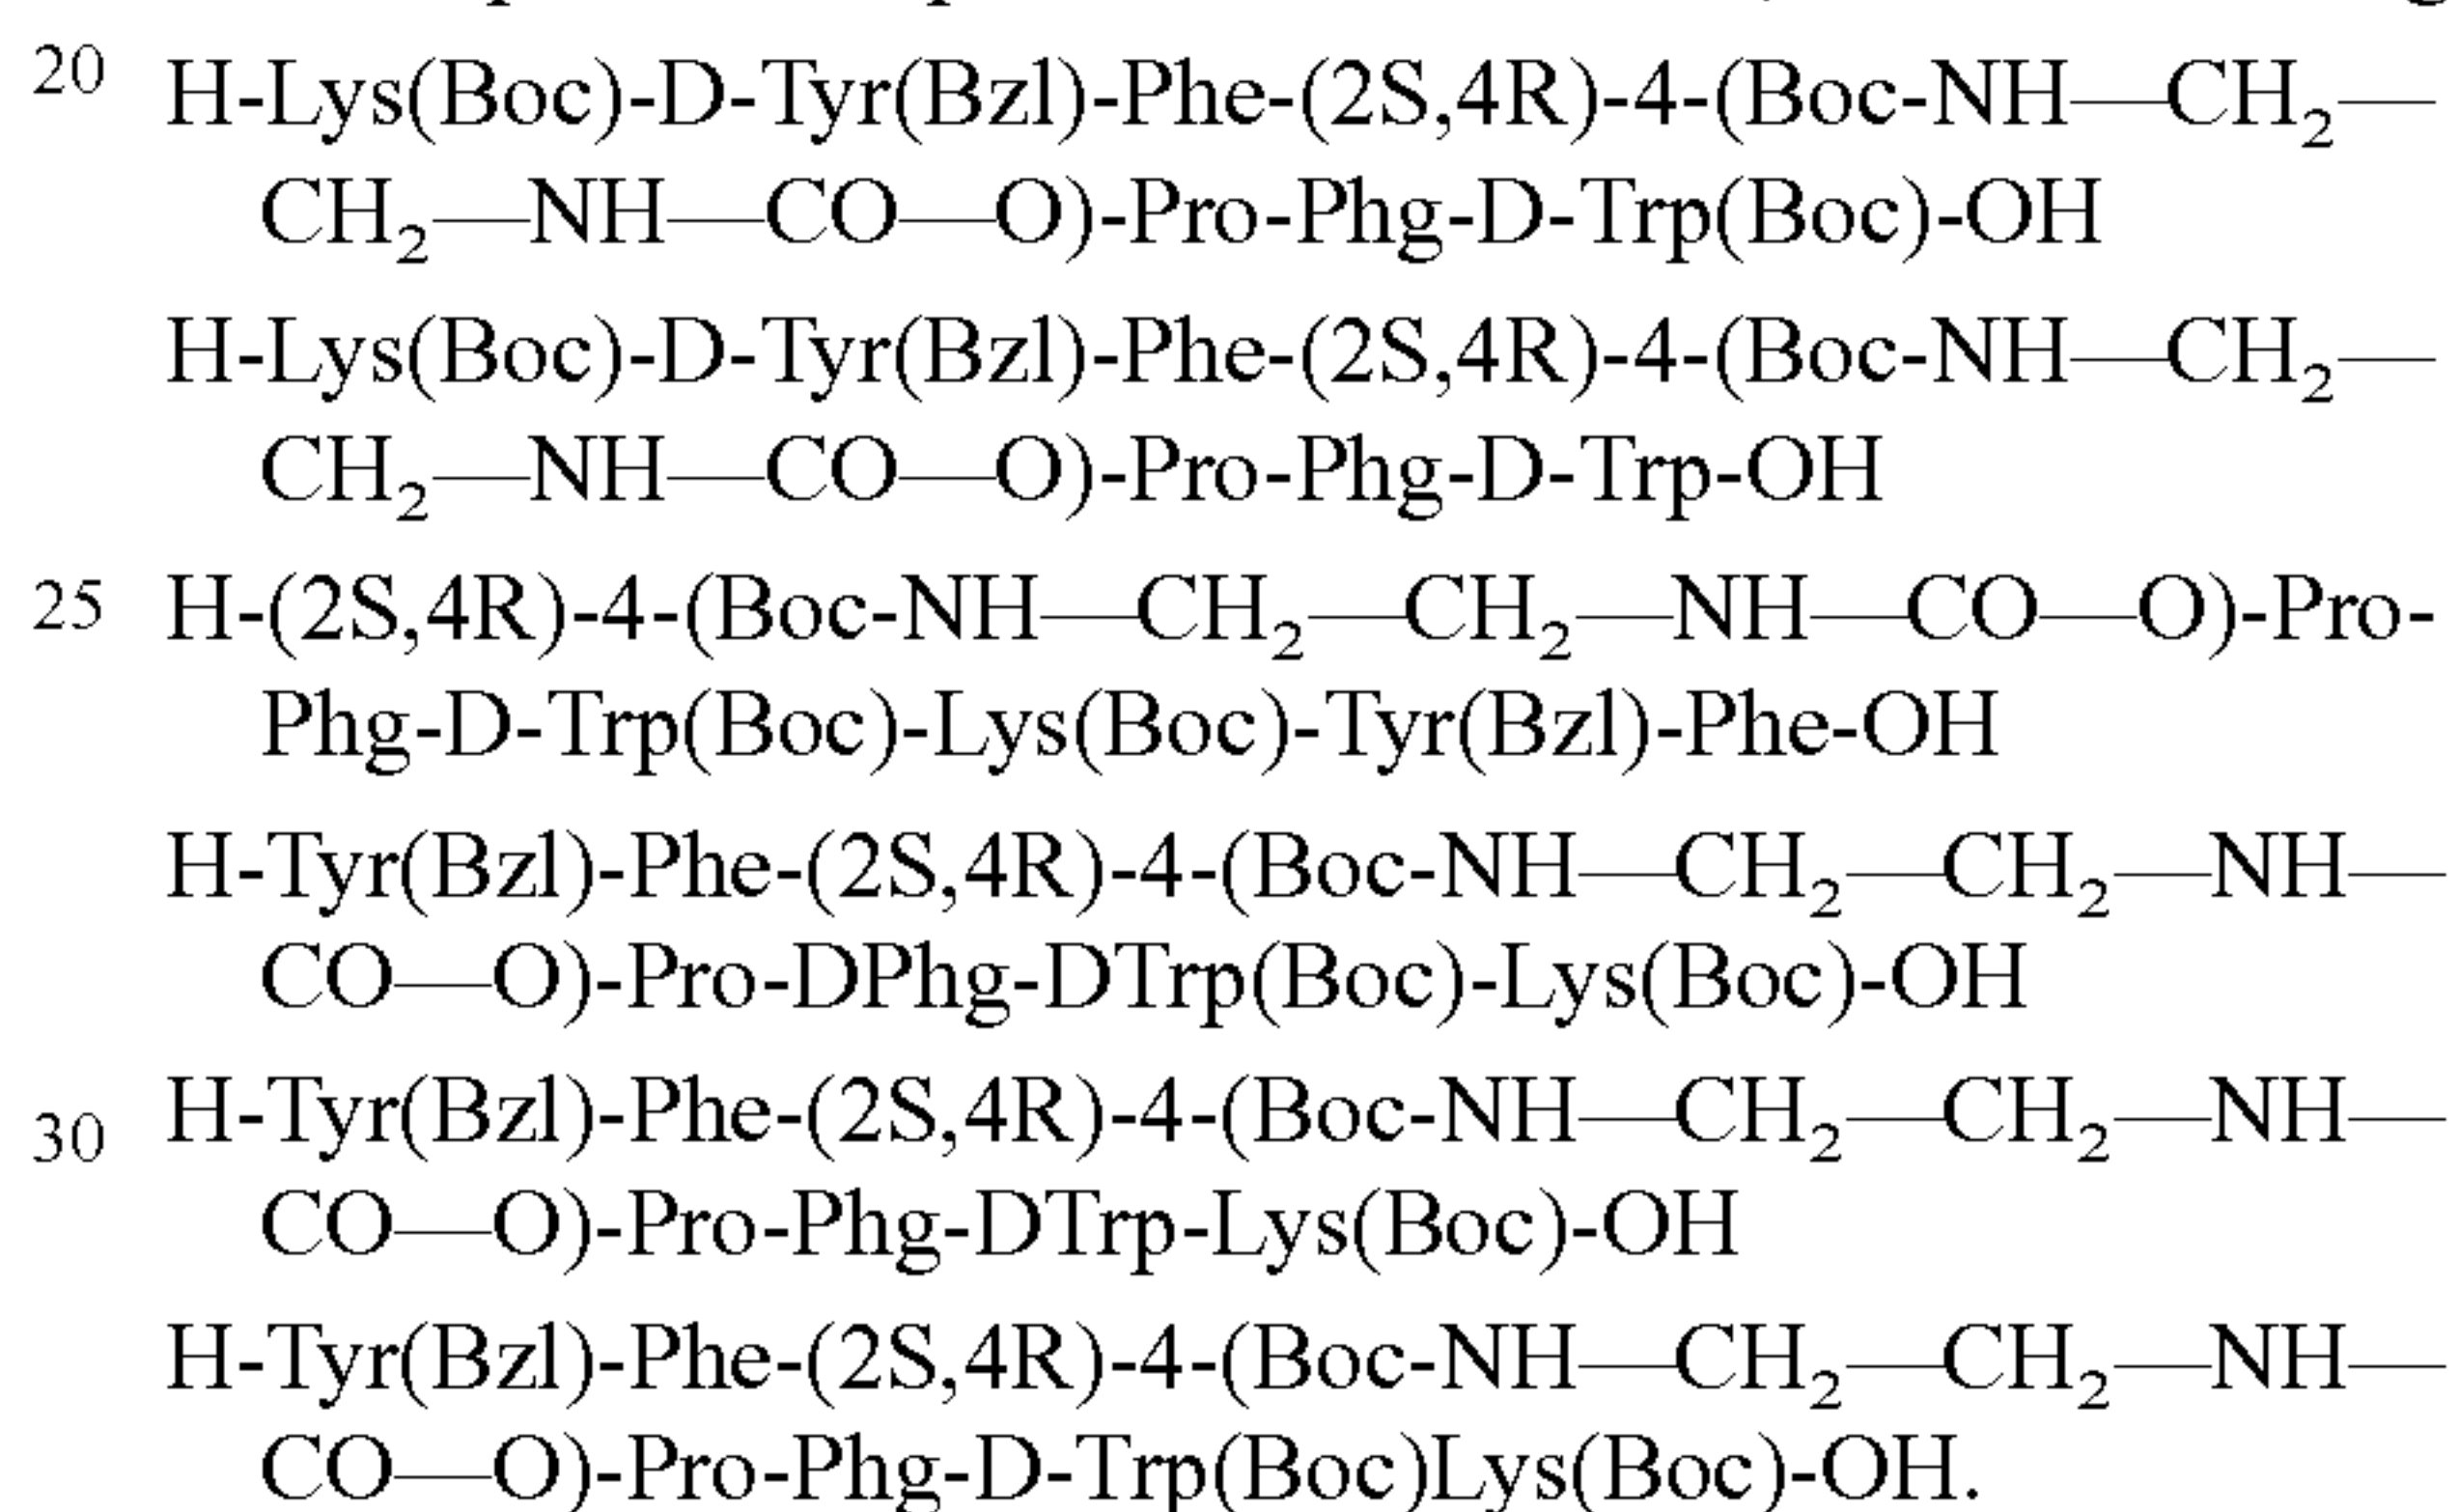 20 H-Lys(Boc)-D-Tyr(Bzl)-Phe-(2S,4R)-4-(Boc-NH—CH₂—
CH₂—NH—CO—O)-Pro-Phg-D-Trp(Boc)-OH
H-Lys(Boc)-D-Tyr(Bzl)-Phe-(2S,4R)-4-(Boc-NH—CH₂—
CH₂—NH—CO—O)-Pro-Phg-D-Trp-OH
25 H-(2S,4R)-4-(Boc-NH—CH₂—CH₂—NH—CO—O)-Pro-
Phg-D-Trp(Boc)-Lys(Boc)-Tyr(Bzl)-Phe-OH
H-Tyr(Bzl)-Phe-(2S,4R)-4-(Boc-NH—CH₂—CH₂—NH—
CO—O)-Pro-DPhg-DTrp(Boc)-Lys(Boc)-OH
30 H-Tyr(Bzl)-Phe-(2S,4R)-4-(Boc-NH—CH₂—CH₂—NH—
CO—O)-Pro-Phg-DTrp-Lys(Boc)-OH
H-Tyr(Bzl)-Phe-(2S,4R)-4-(Boc-NH—CH₂—CH₂—NH—
CO—O)-Pro-Phg-D-Trp(Boc)Lys(Boc)-OH.